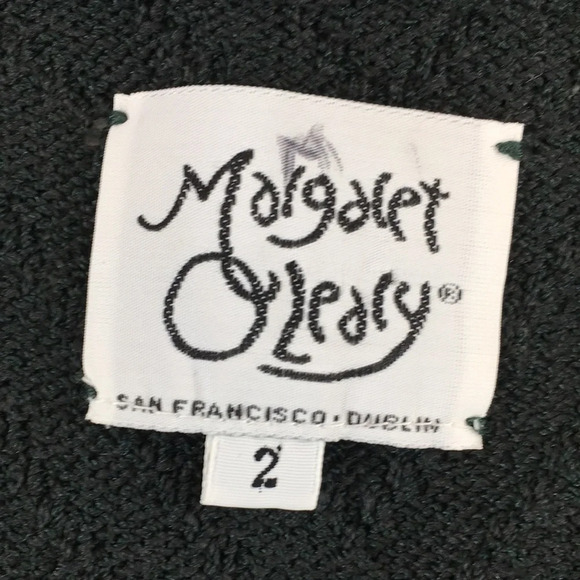 Margaret
O'Leary®
SAN FRANCISCO · DUBLIN
2